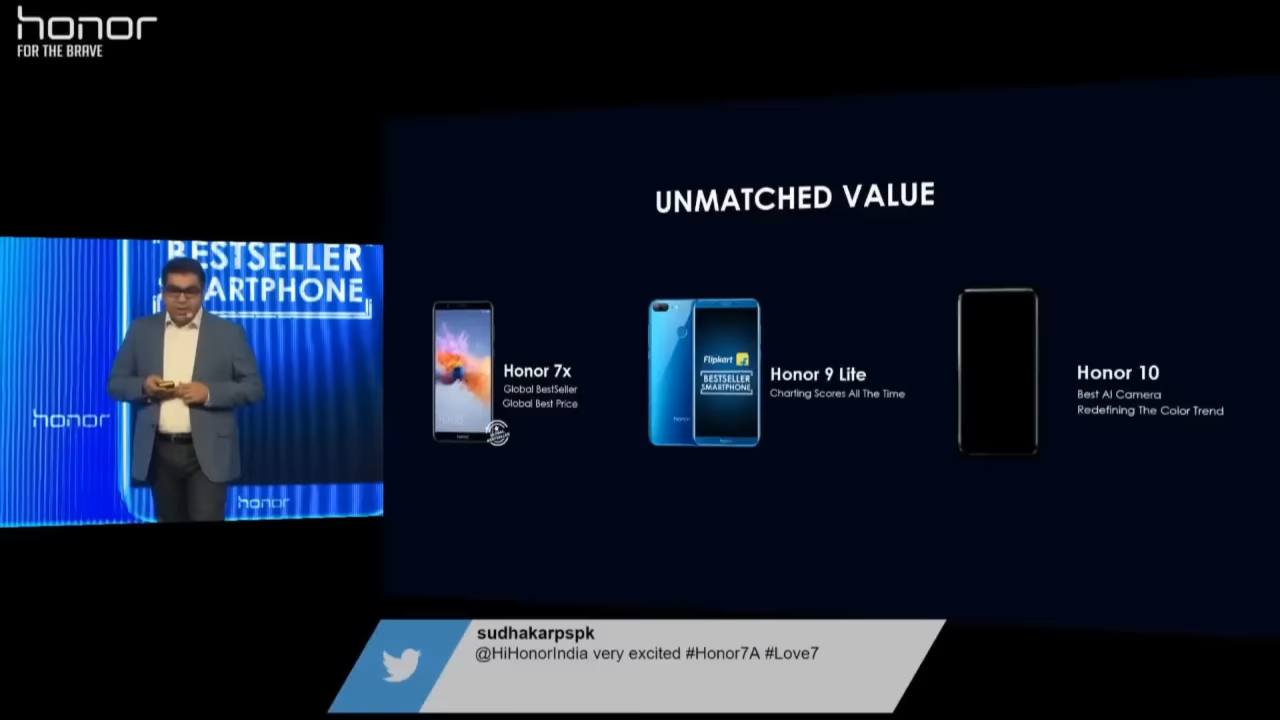 honor
FOR THE BRAVE
UNMATCHED VALUE
BESTSELLER
SMARTPHONE
honor
honor
Honor 7x
Global BestSeller
Global Best Price
Flipkart
BESTSELLER
SMARTPHONE
honor
honor
Honor 9 Lite
Charting Scores All The Time
Honor 10
Best AI Camera
Redefining The Color Trend
sudhakarpspk
@HiHonorIndia very excited #Honor7A #Love7